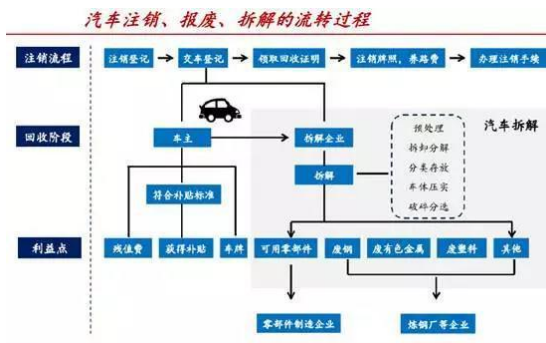 汽车注销、报废、拆解的流转过程
注销流程
注销登记
交车登记
领取回收证明
注销牌照，养路费
办理注销手续
回收阶段
车主
拆解企业
汽车拆解
预处理
拆卸分解
分类存放
车体压实
破碎分选
拆解
符合补贴标准
利益点
残值费
获得补贴
车牌
可用零部件
废钢
废有色金属
废塑料
其他
零部件制造企业
炼钢厂等企业